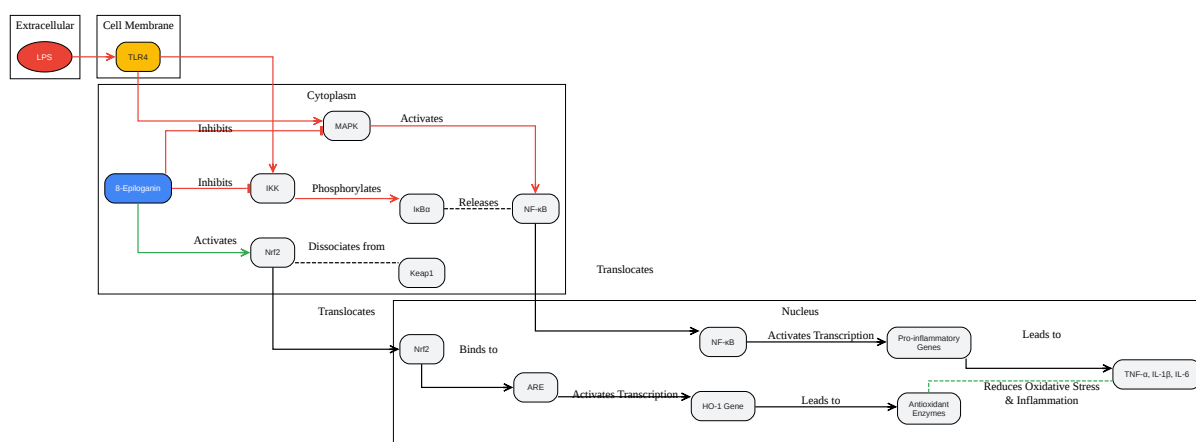 Extracellular
Cell Membrane
LPS
TLR4
Cytoplasm
MAPK
Activates
Inhibits
8-Epiloganin
Inhibits
IKK
Phosphorylates
IκBα
Releases
NF-κB
Activates
Nrf2
Dissociates from
Keap1
Translocates
Translocates
Nucleus
Nrf2
Binds to
NF-κB
Activates Transcription
Pro-inflammatory
Genes
Leads to
TNF-α, IL-1β, IL-6
ARE
Activates Transcription
HO-1 Gene
Leads to
Antioxidant
Enzymes
Reduces Oxidative Stress
& Inflammation